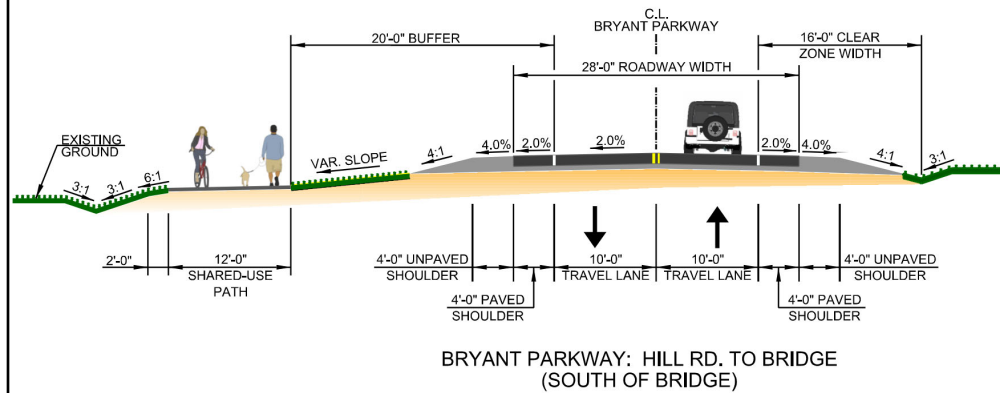 C.L.
BRYANT PARKWAY
20'-0" BUFFER
16'-0" CLEAR
ZONE WIDTH
28'-0" ROADWAY WIDTH
EXISTING
GROUND
3:1
3:1
6:1
VAR. SLOPE
4:1
4.0%
2.0%
2.0%
2.0%
4.0%
4:1
3:1
2'-0"
12'-0"
SHARED-USE
PATH
4'-0" UNPAVED
SHOULDER
10'-0"
TRAVEL LANE
10'-0"
TRAVEL LANE
4'-0" UNPAVED
SHOULDER
4'-0" PAVED
SHOULDER
4'-0" PAVED
SHOULDER
BRYANT PARKWAY: HILL RD. TO BRIDGE
(SOUTH OF BRIDGE)